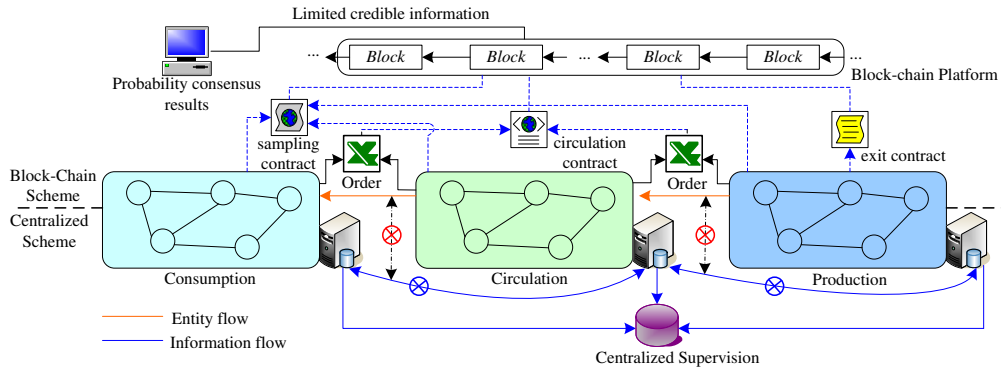 Limited credible information
Probability consensus
results
... Block Block ... Block Block ...
Block-chain Platform
sampling
contract
circulation
contract
exit contract
Order
Order
Block-Chain
Scheme
Centralized
Scheme
Consumption
Circulation
Production
Entity flow
Information flow
Centralized Supervision